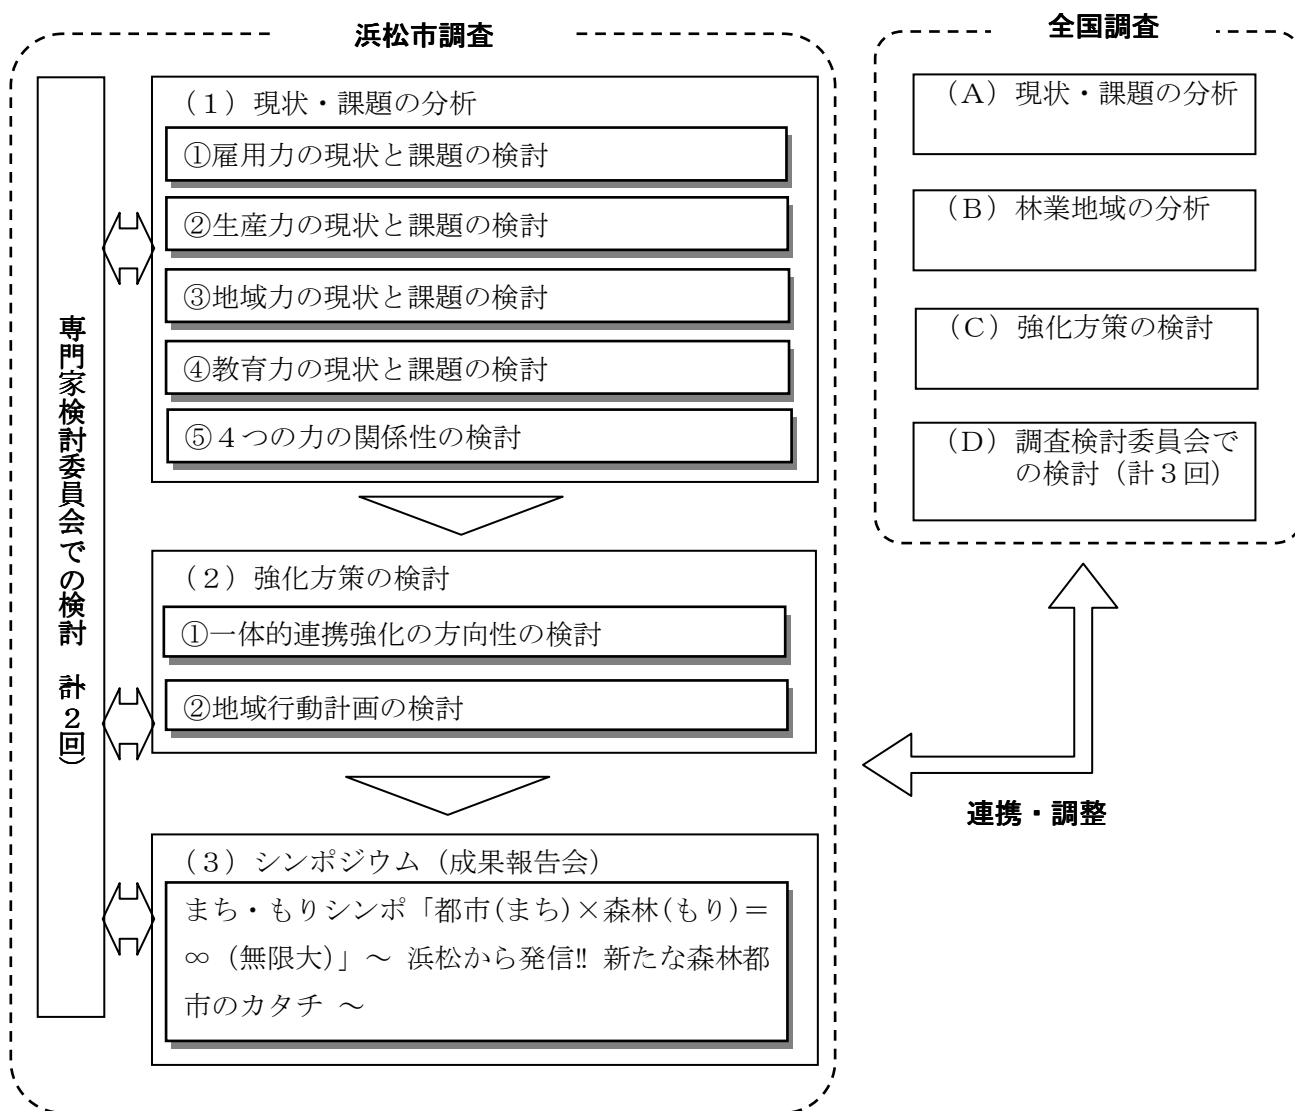 浜松市調査
専門家検討委員会での検討 計2回)
(1)現状・課題の分析
①雇用力の現状と課題の検討
②生産力の現状と課題の検討
③地域力の現状と課題の検討
④教育力の現状と課題の検討
⑤4つの力の関係性の検討
(2)強化方策の検討
①一体的連携強化の方向性の検討
②地域行動計画の検討
(3)シンポジウム(成果報告会)
まち・もりシンポ「都市(まち)×森林(もり)=
∞(無限大)」~ 浜松から発信!! 新たな森林都
市のカタチ ~
全国調査
(A)現状・課題の分析
(B)林業地域の分析
(C)強化方策の検討
(D)調査検討委員会で
の検討(計3回)
連携・調整